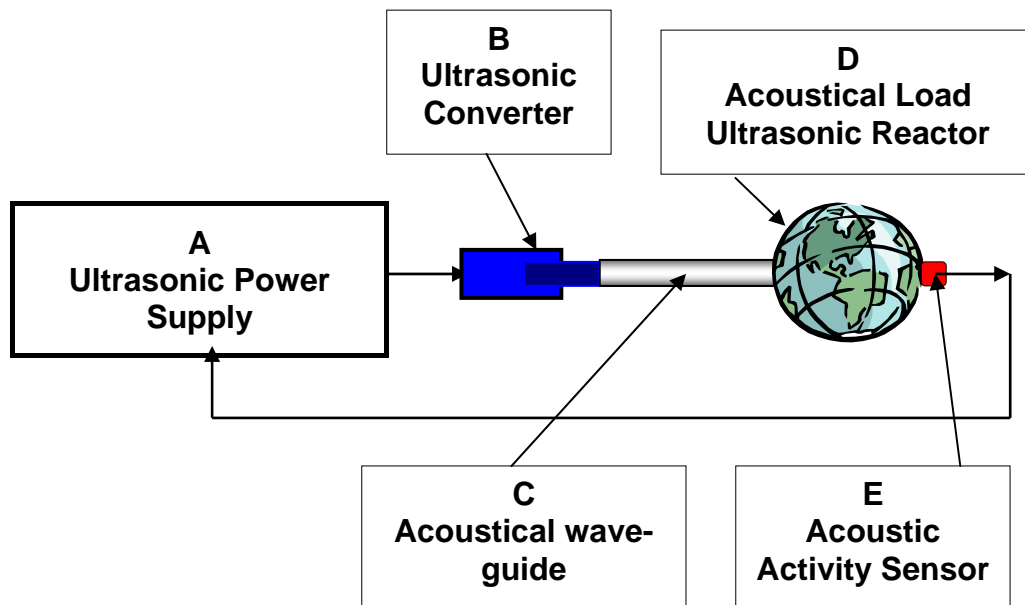 B
Ultrasonic
Converter
D
Acoustical Load
Ultrasonic Reactor
A
Ultrasonic Power
Supply
C
Acoustical wave-
guide
E
Acoustic
Activity Sensor